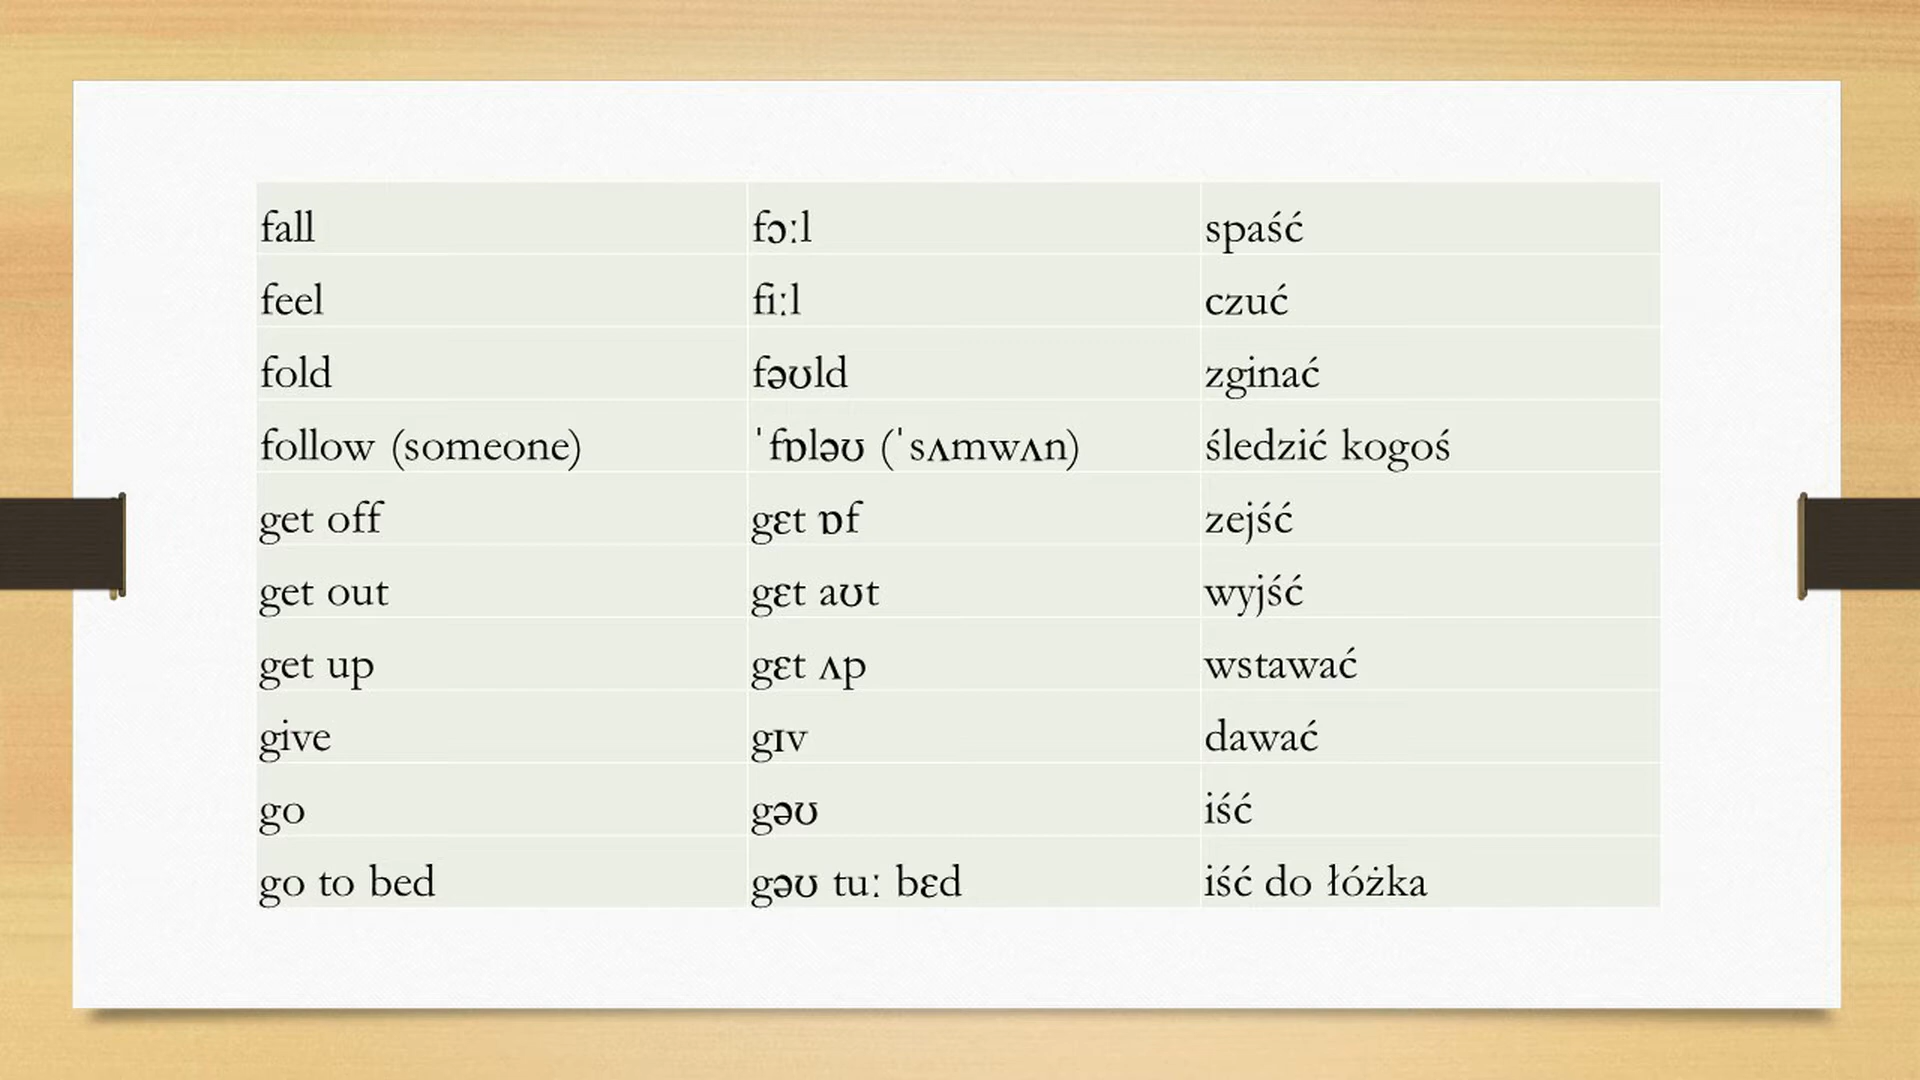 fall fɔːl spaść
feel fiːl czuć
fold fəʊld zginać
follow (someone) ˈfɒləʊ (ˈsʌmwʌn) śledzić kogoś
get off gɛt ɒf zejść
get out gɛt aʊt wyjść
get up gɛt ʌp wstawać
give gɪv dawać
go gəʊ iść
go to bed gəʊ tuː bɛd iść do łóżka